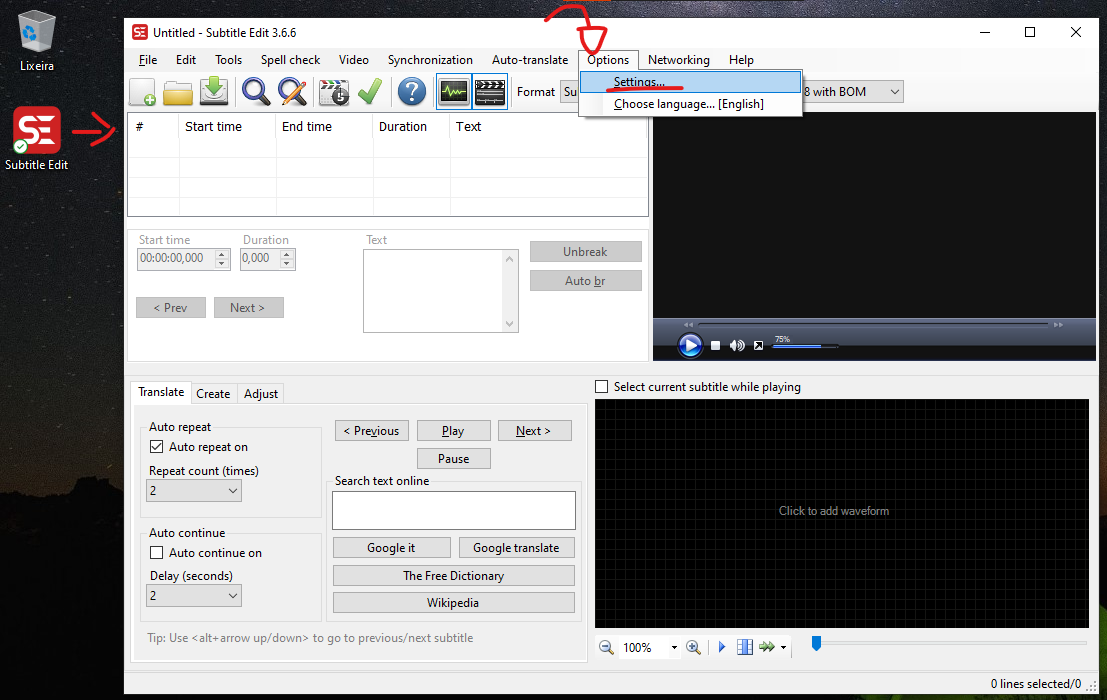 Lixeira
SE
Subtitle Edit
SE Untitled - Subtitle Edit 3.6.6
File Edit Tools Spell check Video Synchronization Auto-translate Options Networking Help
Settings...
Choose language... [English]
Format Su 8 with BOM
# Start time End time Duration Text
Start time Duration Text
00:00:00,000 0,000
Unbreak
Auto br
< Prev Next >
75%
Translate Create Adjust
Select current subtitle while playing
Auto repeat
Auto repeat on
Repeat count (times)
2
Auto continue
Auto continue on
Delay (seconds)
2
< Previous Play Next >
Pause
Search text online
Google it Google translate
The Free Dictionary
Wikipedia
Tip: Use <alt+arrow up/down> to go to previous/next subtitle
Click to add waveform
100%
0 lines selected/0